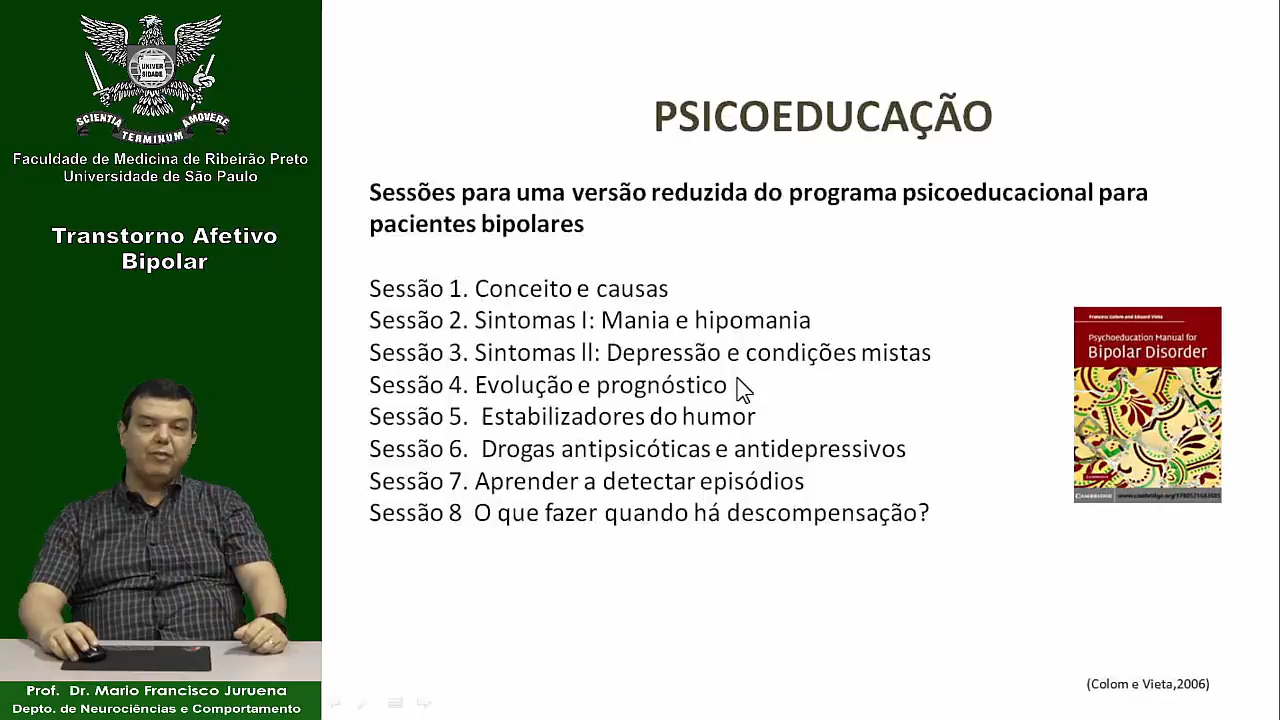 UNIVER
SIDADE
SCIENTIA
TERMINUM
AMOVERE
Faculdade de Medicina de Ribeirão Preto
Universidade de São Paulo
Transtorno Afetivo
Bipolar
PSICOEDUCAÇÃO
Sessões para uma versão reduzida do programa psicoeducacional para
pacientes bipolares
Sessão 1. Conceito e causas
Sessão 2. Sintomas I: Mania e hipomania
Sessão 3. Sintomas ll: Depressão e condições mistas
Sessão 4. Evolução e prognóstico
Sessão 5. Estabilizadores do humor
Sessão 6. Drogas antipsicóticas e antidepressivos
Sessão 7. Aprender a detectar episódios
Sessão 8 O que fazer quando há descompensação?
Francesc Colom and Eduard Vieta
Psychoeducation Manual for
Bipolar Disorder
CAMBRIDGE
(Colom e Vieta,2006)
Prof. Dr. Mario Francisco Juruena
Depto. de Neurociências e Comportamento